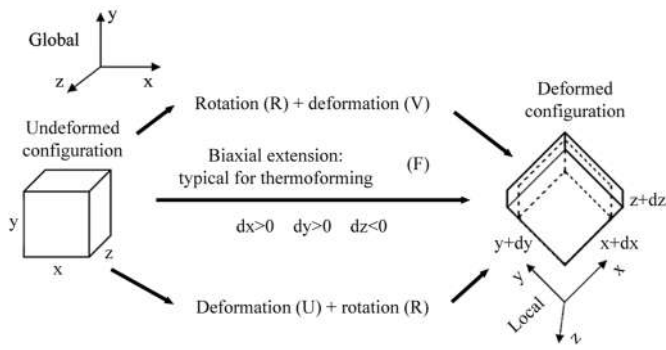 y
Global
z
x
Rotation (R) + deformation (V)
Deformed
configuration
Undeformed
configuration
Biaxial extension:
typical for thermoforming
(F)
y
z
x
dx>0 dy>0 dz<0
z+dz
y+dy
x+dx
y
x
Local
z
Deformation (U) + rotation (R)